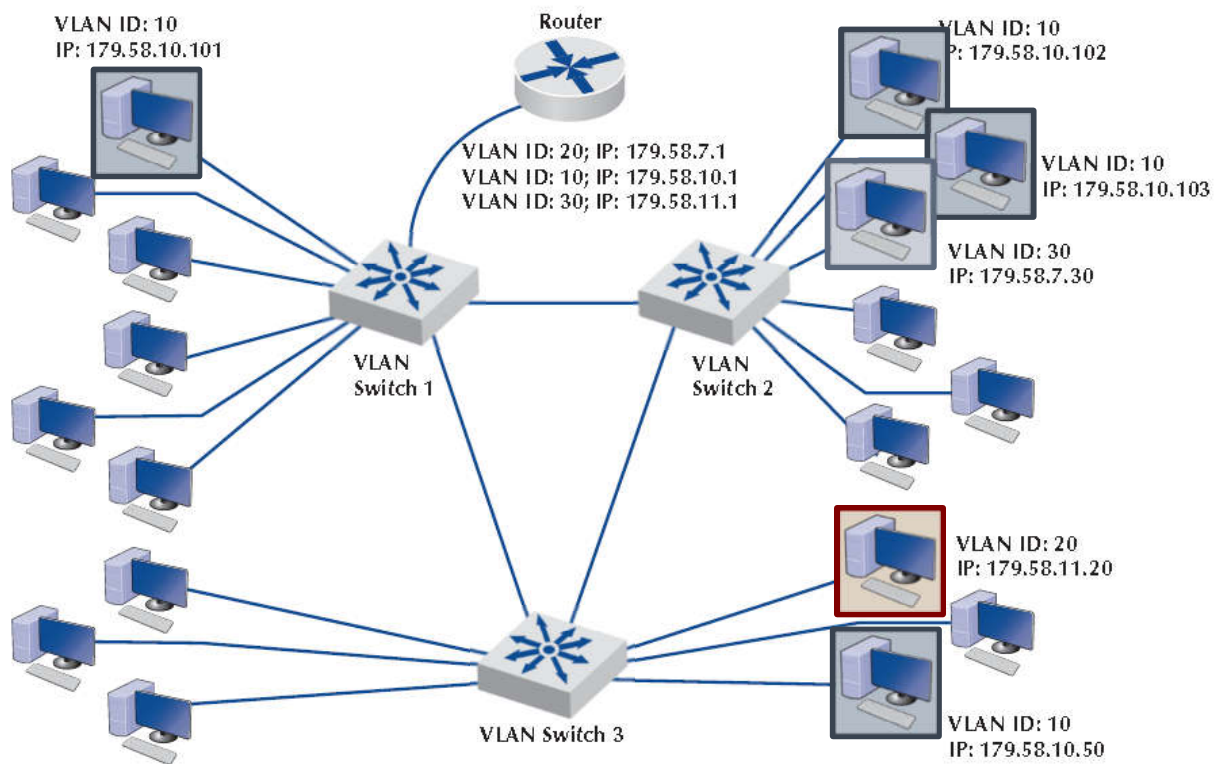 VLAN ID: 10
IP: 179.58.10.101
Router
VLAN ID: 10
IP: 179.58.10.102
VLAN ID: 20; IP: 179.58.7.1
VLAN ID: 10; IP: 179.58.10.1
VLAN ID: 30; IP: 179.58.11.1
VLAN ID: 10
IP: 179.58.10.103
VLAN ID: 30
IP: 179.58.7.30
VLAN
Switch 1
VLAN
Switch 2
VLAN ID: 20
IP: 179.58.11.20
VLAN Switch 3
VLAN ID: 10
IP: 179.58.10.50